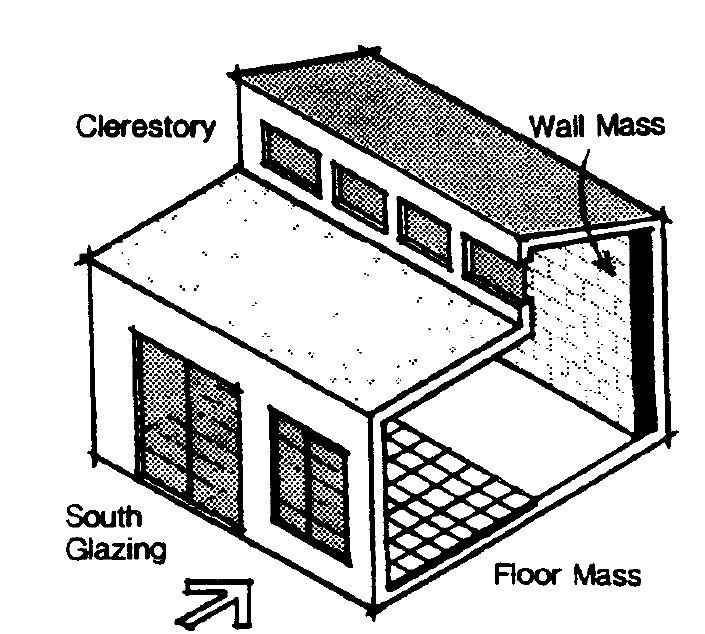 Clerestory
Wall Mass
South
Glazing
Floor Mass